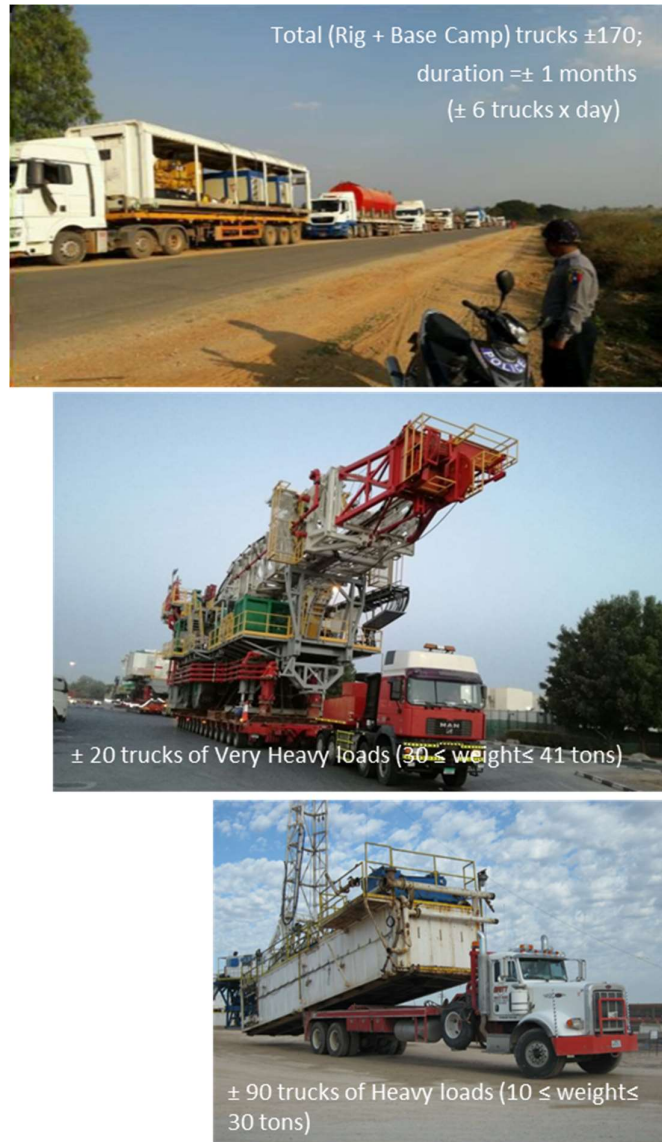 Total (Rig + Base Camp) trucks ±170;
duration =± 1 months
(± 6 trucks x day)
POLICE
MAN
± 20 trucks of Very Heavy loads (30 ≤ weight≤ 41 tons)
± 90 trucks of Heavy loads (10 ≤ weight≤
30 tons)